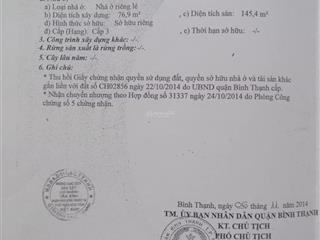 a) Loại nhà ở: Nhà ở riêng lẻ
b) Diện tích xây dựng: 76,9 m² , c) Diện tích sàn: 145,4 m²
d) Hình thức sở hữu: Sở hữu riêng
đ) Cấp (Hạng): Cấp 3 e) Thời hạn sở hữu: -/-
3. Công trình xây dựng khác: -/-
4. Rừng sản xuất là rừng trồng: -/-
5. Cây lâu năm: -/-
6. Ghi chú:
* Thu hồi Giấy chứng nhận quyền sử dụng đất, quyền sở hữu nhà ở và tài sản khác
gắn liền với đất số CH02856 ngày 22/10/2014 do UBND quận Bình Thạnh cấp.
* Nhận chuyển nhượng theo Hợp đồng số 31337 ngày 24/10/2014 do Phòng Công
chứng số 5 chứng nhận.
Bình Thạnh, 2014
TM. ỦY BAN NHÂN DÂN QUẬN BÌNH THẠNH
KT. CHỦ TỊCH
PHÓ CHỦ TỊCH